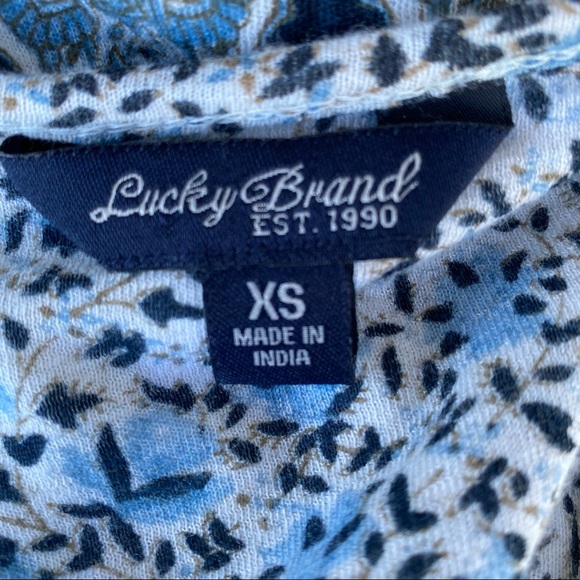 Lucky Brand
EST. 1990
XS
MADE IN
INDIA